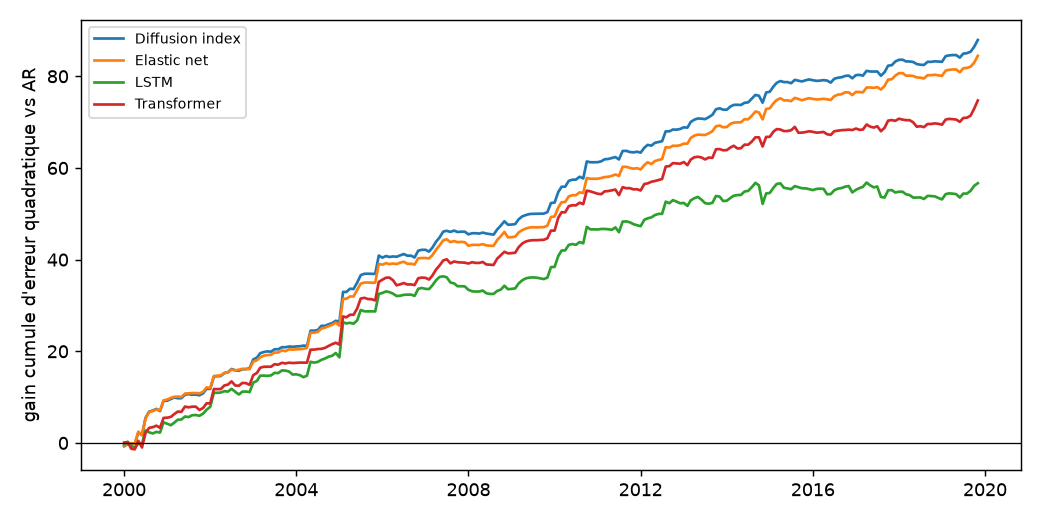 gain cumule d'erreur quadratique vs AR
Diffusion index
Elastic net
LSTM
Transformer
80
60
40
20
0
2000 2004 2008 2012 2016 2020